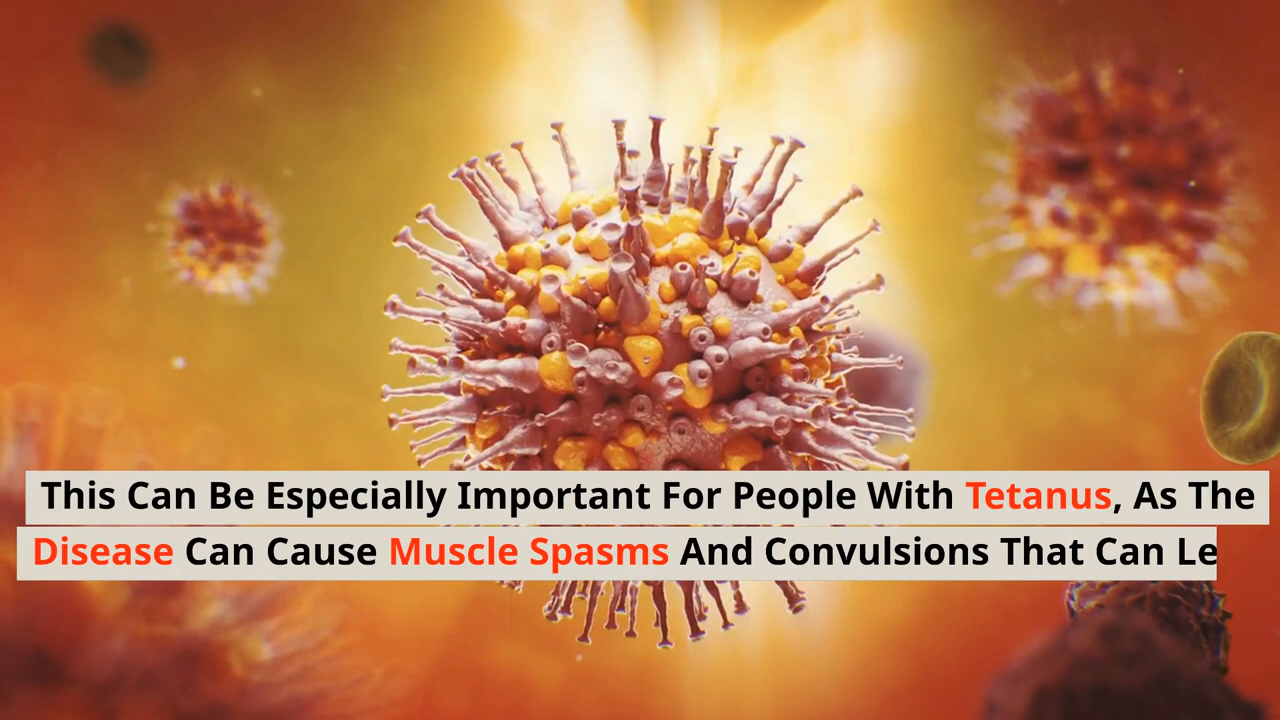 This Can Be Especially Important For People With Tetanus, As The
Disease Can Cause Muscle Spasms And Convulsions That Can Le